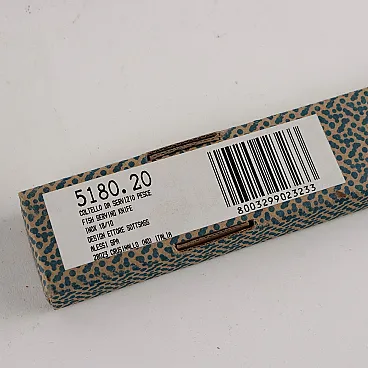 5180.20
COLTELLO DA SERVIZIO PESCE
FISH SERVING KNIFE
INOX 18/10
DESIGN ETTORE SOTTSASS
ALESSI SPA
28023 CRUSINALLO (NO) ITALIA
8003299023233